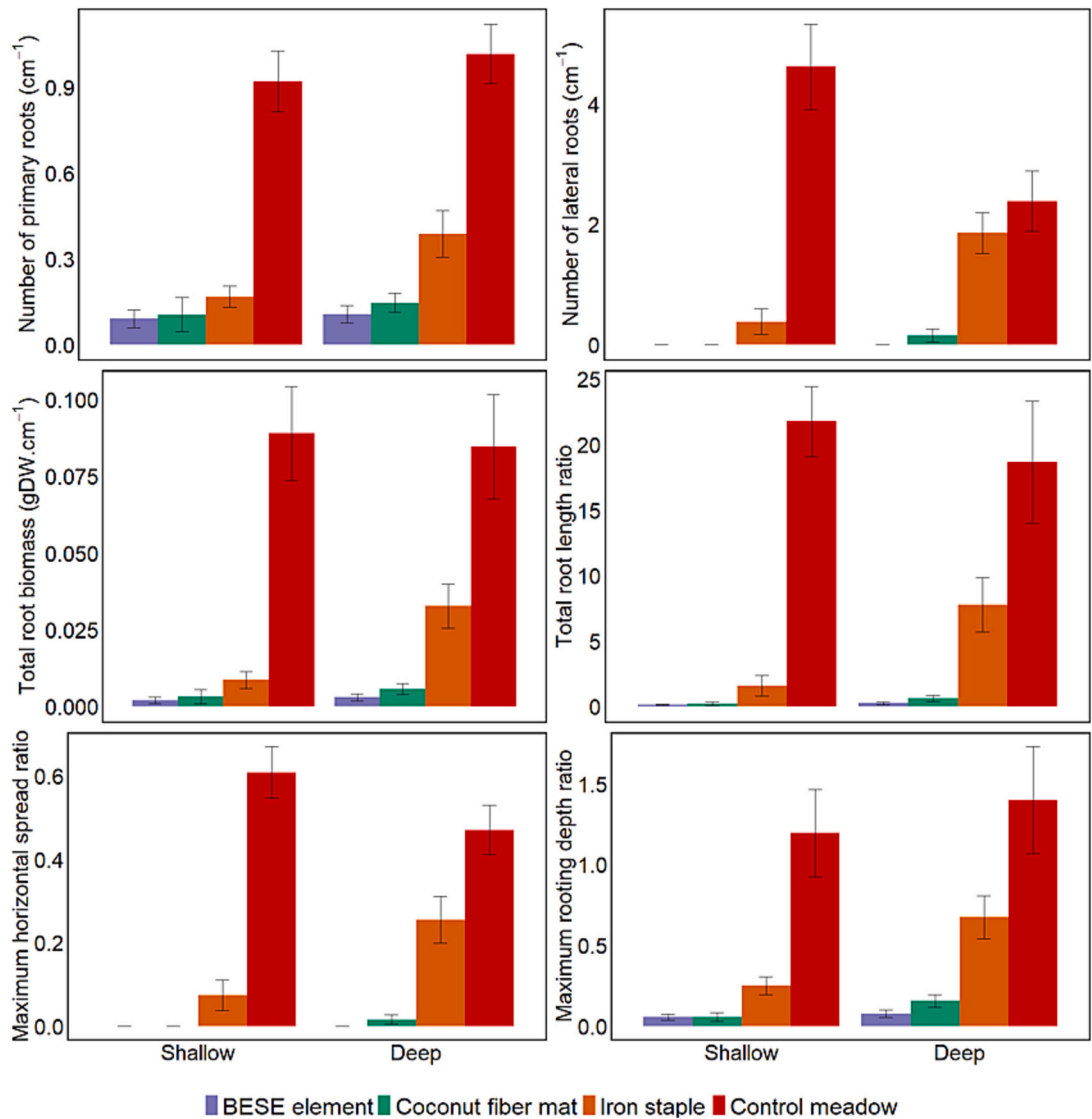 Number of primary roots (cm⁻¹)
0.9
0.6
0.3
0.0
Number of lateral roots (cm⁻¹)
4
2
0
Total root biomass (gDW.cm⁻¹)
0.100
0.075
0.050
0.025
0.000
Total root length ratio
25
20
15
10
5
0
Maximum horizontal spread ratio
0.6
0.4
0.2
0.0
Shallow Deep
Maximum rooting depth ratio
1.5
1.0
0.5
0.0
Shallow Deep
BESE element Coconut fiber mat Iron staple Control meadow